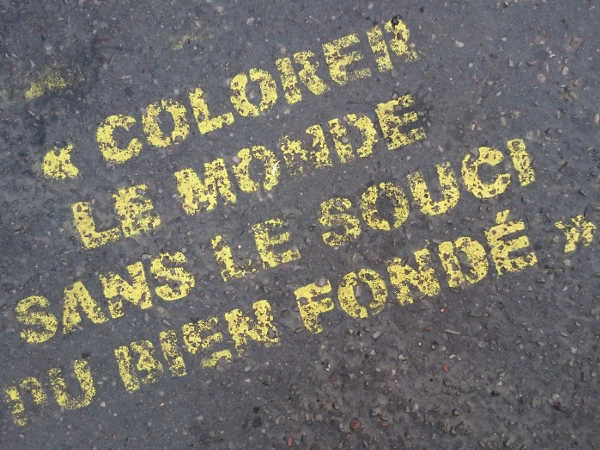 « COLORER
LE MONDE
SANS LE SOUCI
DU BIEN FONDÉ »